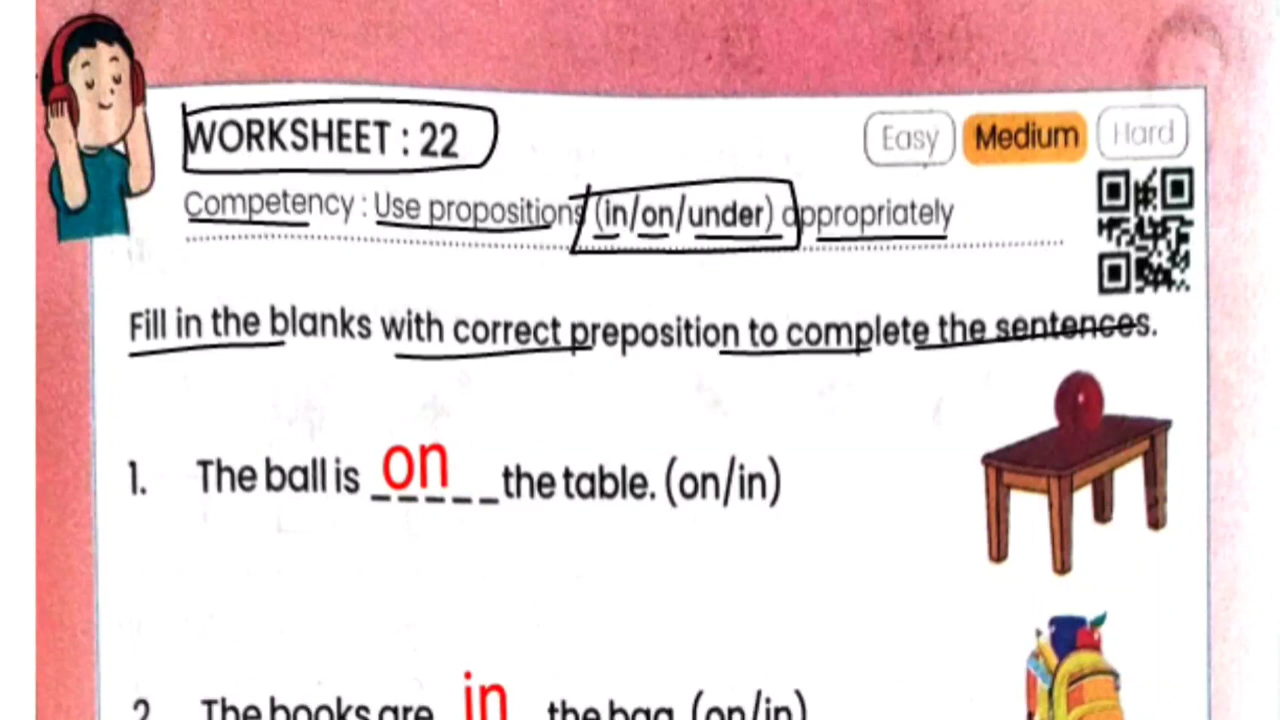 WORKSHEET : 22
Easy Medium Hard
Competency : Use propositions (in/on/under) appropriately
Fill in the blanks with correct preposition to complete the sentences.
1. The ball is on the table. (on/in)
2. The books are in the bag. (on/in)